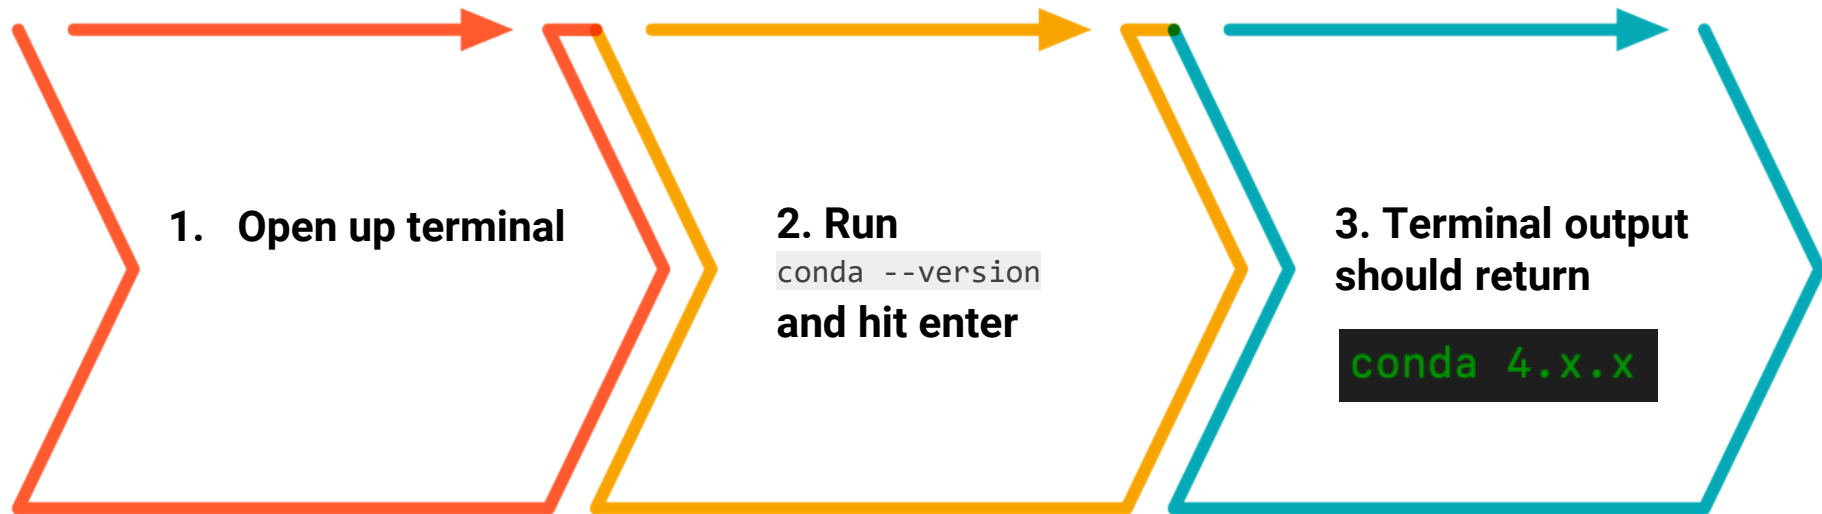 1. Open up terminal
2. Run
conda --version
and hit enter
3. Terminal output
should return
conda 4.x.x